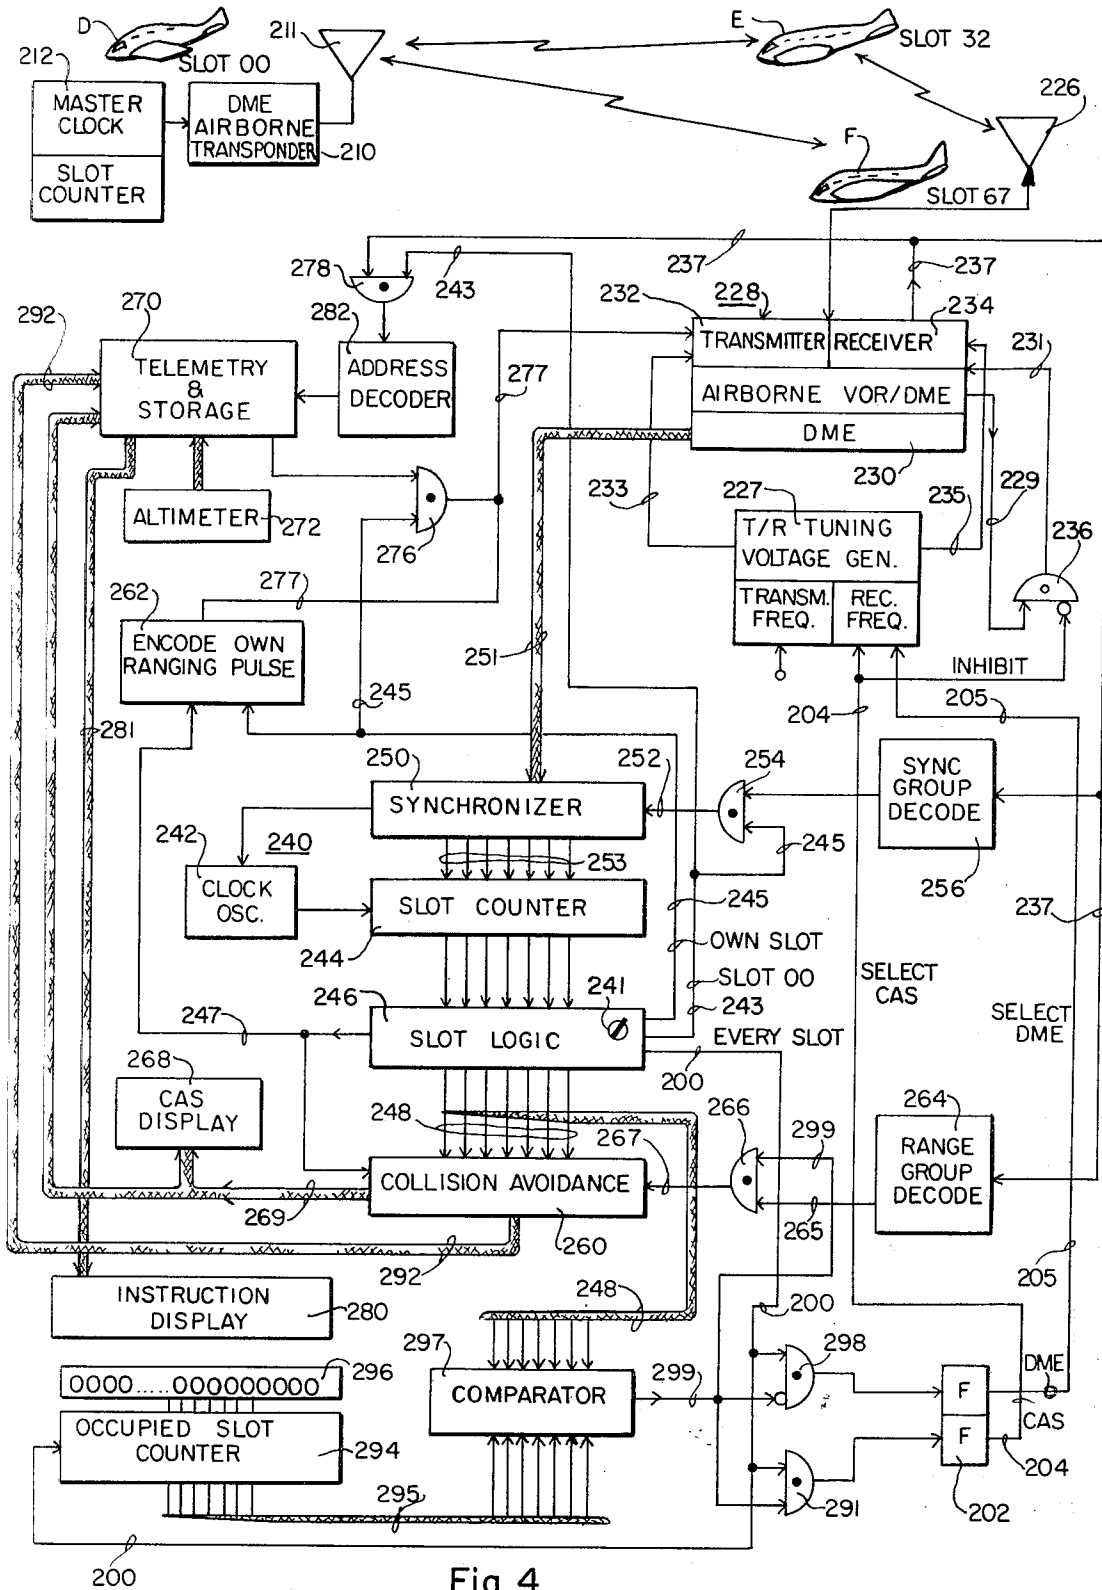 D
SLOT 00
211
E
SLOT 32
226
212
MASTER
CLOCK
SLOT
COUNTER
DME
AIRBORNE
TRANSPONDER
210
F
SLOT 67
278
243
237
237
292
270
TELEMETRY
&
STORAGE
282
ADDRESS
DECODER
277
232
228
234
TRANSMITTER
RECEIVER
AIRBORNE VOR/DME
DME
230
231
ALTIMETER
272
276
233
227
T/R TUNING
VOLTAGE GEN.
TRANSM.
FREQ.
REC.
FREQ.
235
229
236
262
277
ENCODE OWN
RANGING PULSE
251
INHIBIT
281
245
204
205
250
SYNCHRONIZER
252
254
SYNC
GROUP
DECODE
256
242
240
CLOCK
OSC.
253
245
SLOT COUNTER
244
245
OWN SLOT
SLOT 00
243
237
SELECT
CAS
SELECT
DME
246
241
SLOT LOGIC
247
EVERY SLOT
200
268
CAS
DISPLAY
248
267
266
299
264
RANGE
GROUP
DECODE
COLLISION AVOIDANCE
269
265
292
260
INSTRUCTION
DISPLAY
280
248
200
205
297
298
COMPARATOR
299
F
F
DME
CAS
204
202
291
0000.....000000000
296
OCCUPIED SLOT
COUNTER
294
295
200
Fig 4